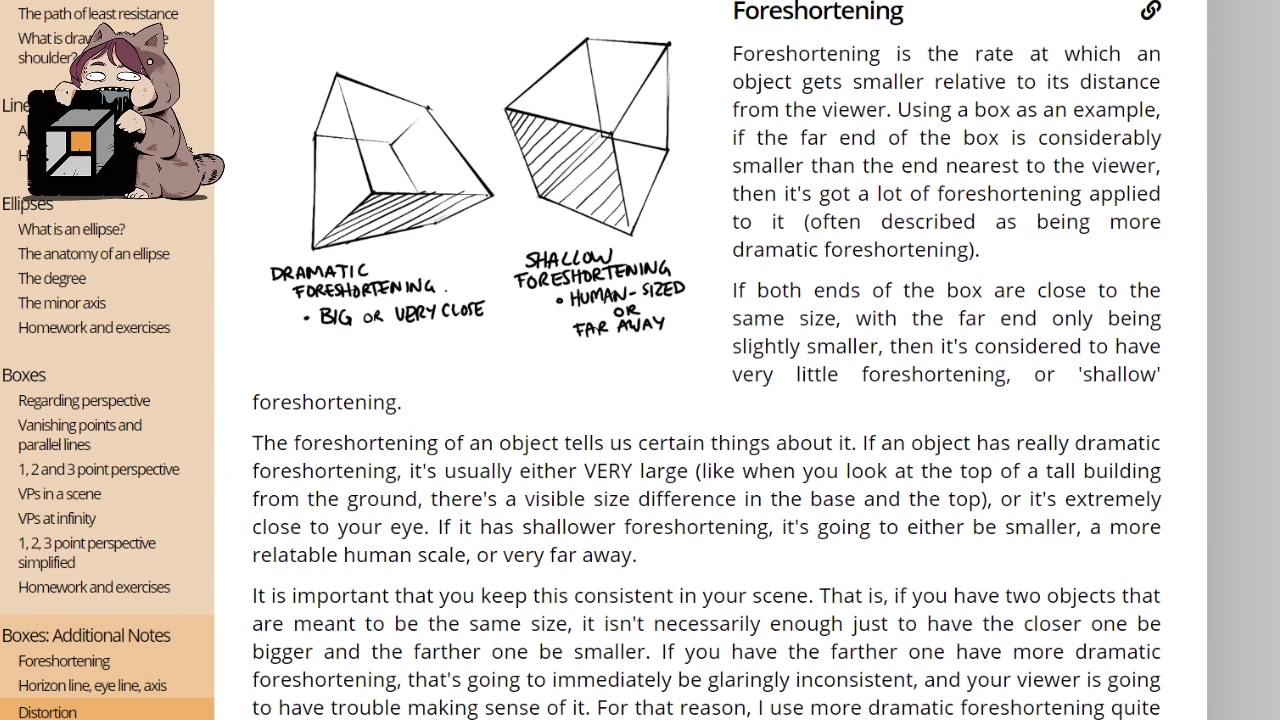 The path of least resistance
shoulder?
Ellipses
What is an ellipse?
The anatomy of an ellipse
The degree
The minor axis
Homework and exercises
Boxes
Regarding perspective
Vanishing points and
parallel lines
1, 2 and 3 point perspective
VPs in a scene
VPs at infinity
1, 2, 3 point perspective
simplified
Homework and exercises
Boxes: Additional Notes
Foreshortening
Horizon line, eye line, axis
Distortion
DRAMATIC
FORESHORTENING.
• BIG OR VERY CLOSE
SHALLOW
FORESHORTENING
• HUMAN-SIZED
OR
FAR AWAY
Foreshortening
Foreshortening is the rate at which an
object gets smaller relative to its distance
from the viewer. Using a box as an example,
if the far end of the box is considerably
smaller than the end nearest to the viewer,
then it's got a lot of foreshortening applied
to it (often described as being more
dramatic foreshortening).
If both ends of the box are close to the
same size, with the far end only being
slightly smaller, then it's considered to have
very little foreshortening, or 'shallow'
foreshortening.
The foreshortening of an object tells us certain things about it. If an object has really dramatic
foreshortening, it's usually either VERY large (like when you look at the top of a tall building
from the ground, there's a visible size difference in the base and the top), or it's extremely
close to your eye. If it has shallower foreshortening, it's going to either be smaller, a more
relatable human scale, or very far away.
It is important that you keep this consistent in your scene. That is, if you have two objects that
are meant to be the same size, it isn't necessarily enough just to have the closer one be
bigger and the farther one be smaller. If you have the farther one have more dramatic
foreshortening, that's going to immediately be glaringly inconsistent, and your viewer is going
to have trouble making sense of it. For that reason, I use more dramatic foreshortening quite